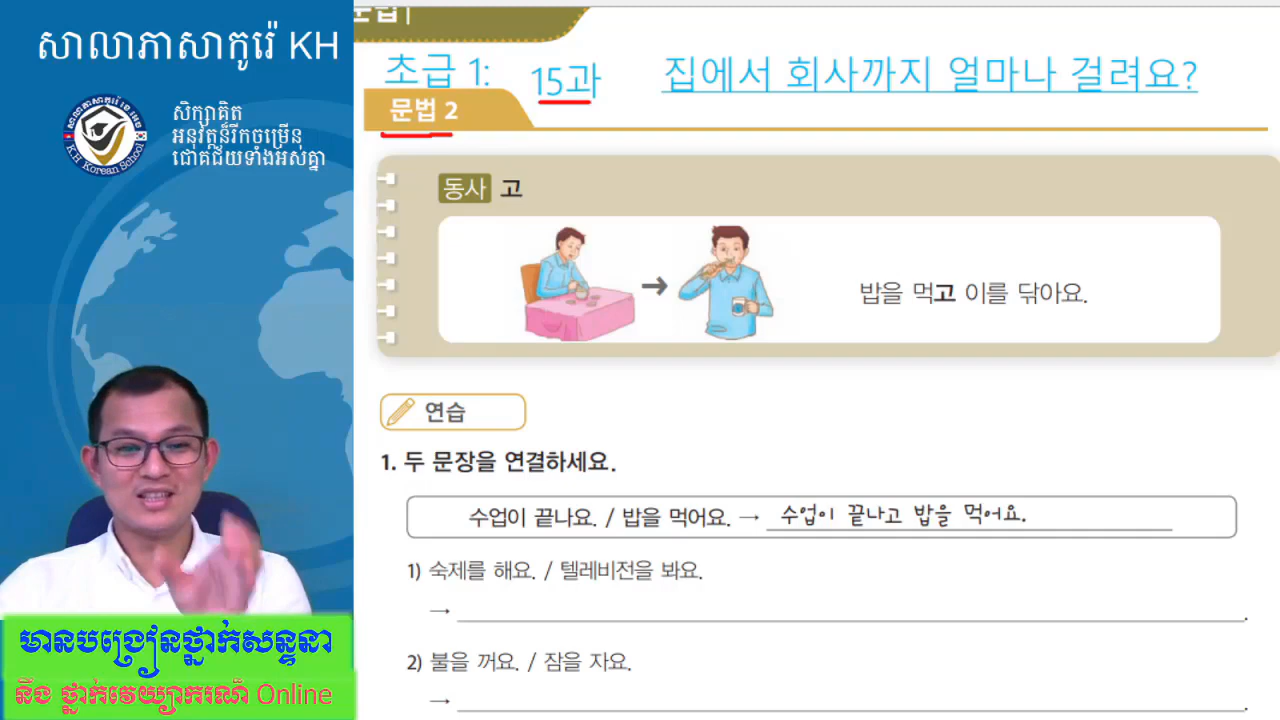 សាលាភាសាកូរ៉េ KH
សិក្សាគិត
អនុវត្តន៍រីកចម្រើន
ជោគជ័យទាំងអស់គ្នា
K.H Korean School
មានបង្រៀនថ្នាក់សន្ទនា
និង ថ្នាក់វេយ្យាករណ៍ Online
문법
초급 1: 15과 집에서 회사까지 얼마나 걸려요?
문법 2
동사 고
밥을 먹고 이를 닦아요.
연습
1. 두 문장을 연결하세요.
수업이 끝나요. / 밥을 먹어요. → 수업이 끝나고 밥을 먹어요.
1) 숙제를 해요. / 텔레비전을 봐요.
→
2) 불을 꺼요. / 잠을 자요.
→